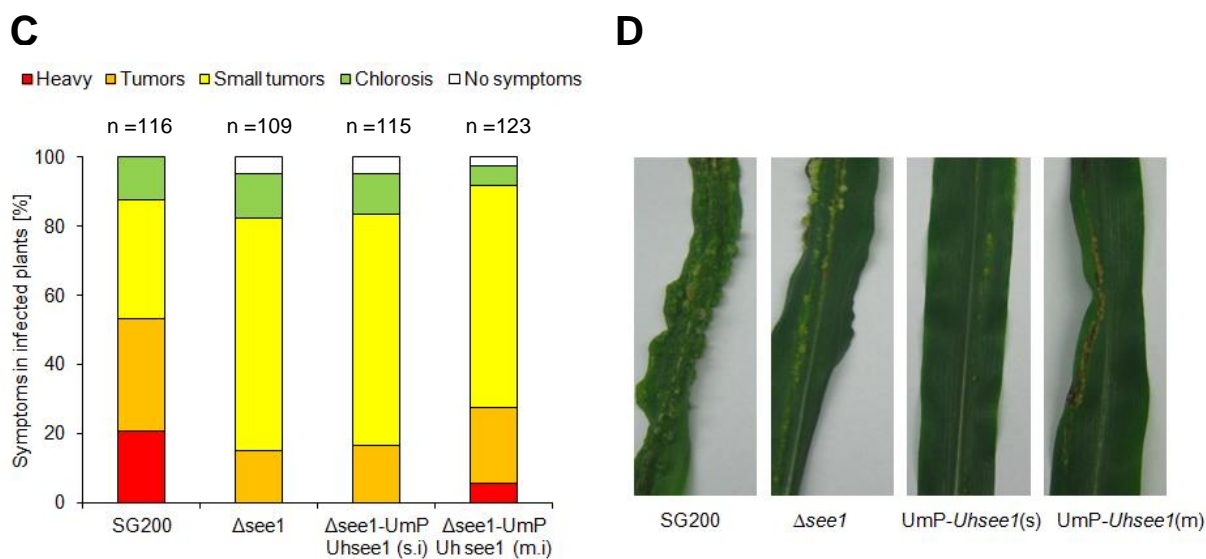 C
D
Heavy Tumors Small tumors Chlorosis No symptoms
n =116 n =109 n =115 n =123
Symptoms in infected plants [%]
100
80
60
40
20
0
SG200 Δsee1 Δsee1-UmP Δsee1-UmP
Uhsee1 (s.i) Uh see1 (m.i)
SG200 Δsee1 UmP-Uhsee1(s) UmP-Uhsee1(m)